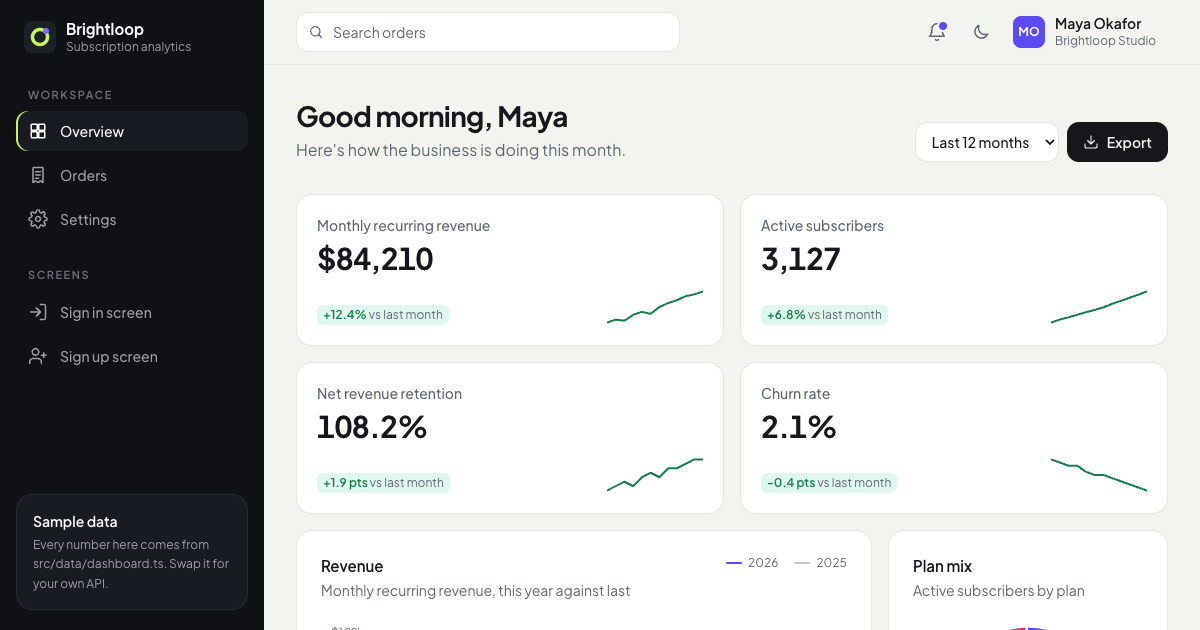 Brightloop
Subscription analytics
WORKSPACE
Overview
Orders
Settings
SCREENS
Sign in screen
Sign up screen
Sample data
Every number here comes from
src/data/dashboard.ts. Swap it for
your own API.
Search orders
MO
Maya Okafor
Brightloop Studio
Good morning, Maya
Here's how the business is doing this month.
Last 12 months
Export
Monthly recurring revenue
$84,210
+12.4% vs last month
Active subscribers
3,127
+6.8% vs last month
Net revenue retention
108.2%
+1.9 pts vs last month
Churn rate
2.1%
-0.4 pts vs last month
Revenue
Monthly recurring revenue, this year against last
2026
2025
Plan mix
Active subscribers by plan